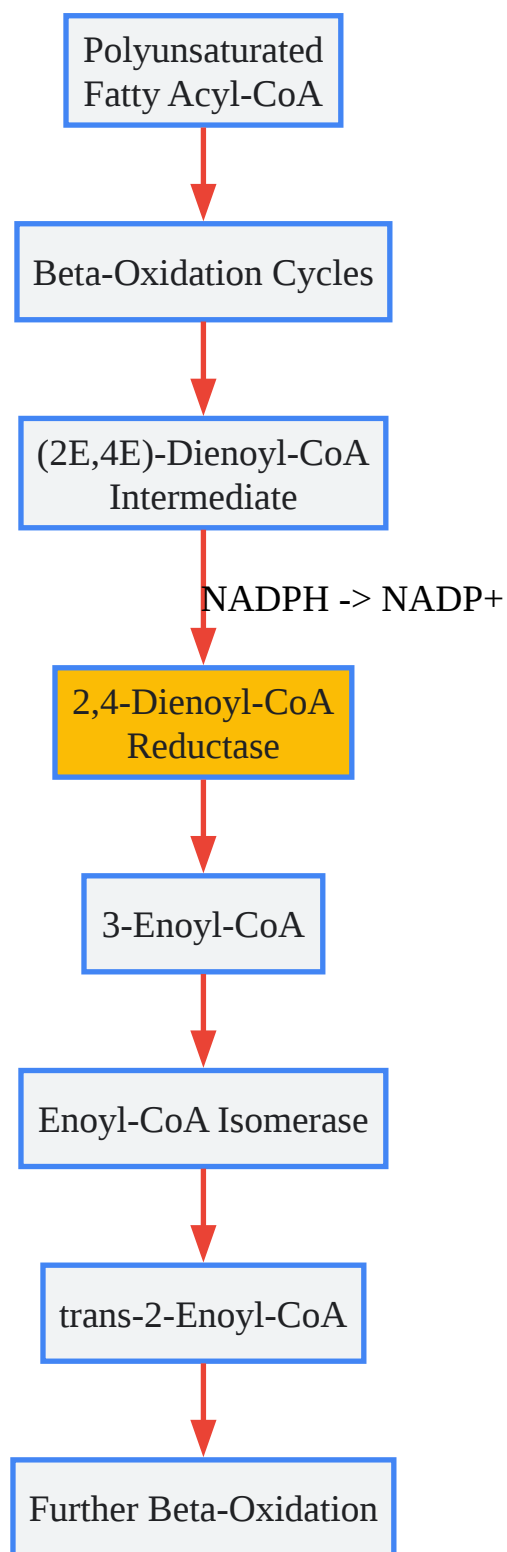 Polyunsaturated
Fatty Acyl-CoA
Beta-Oxidation Cycles
(2E,4E)-Dienoyl-CoA
Intermediate
NADPH -> NADP+
2,4-Dienoyl-CoA
Reductase
3-Enoyl-CoA
Enoyl-CoA Isomerase
trans-2-Enoyl-CoA
Further Beta-Oxidation